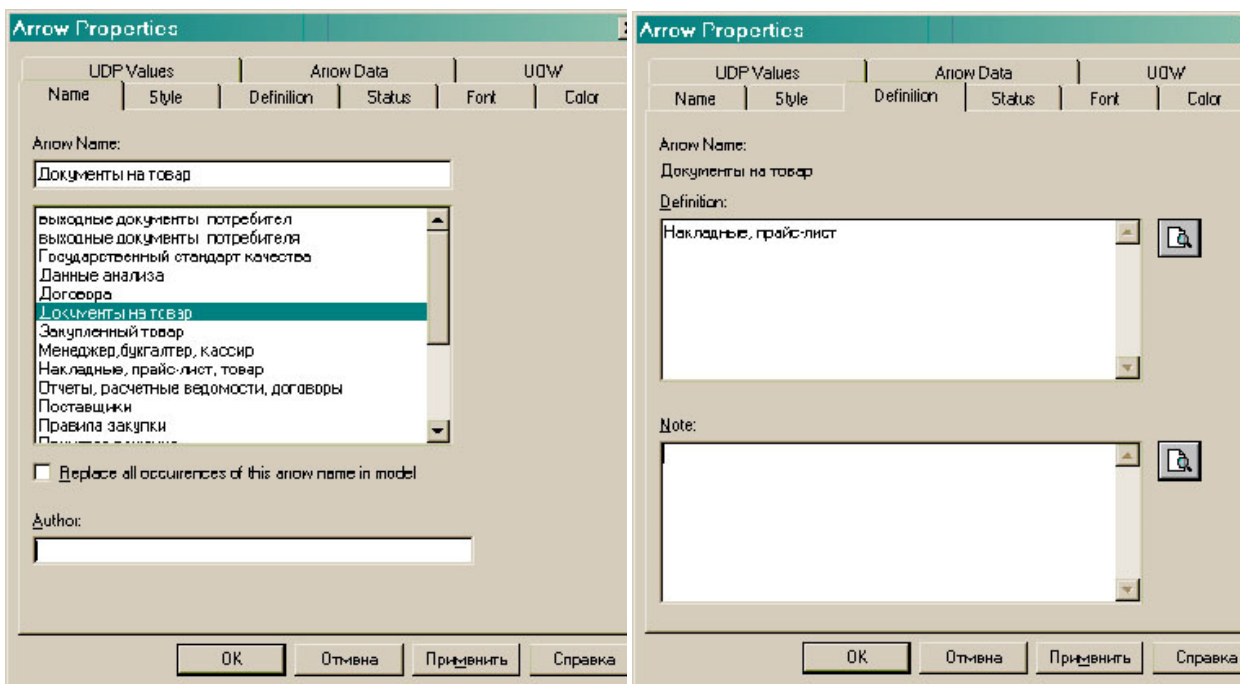 Arrow Properties
UDP Values Arrow Data UOW
Name Style Definition Status Font Color
Arrow Name:
Документы на товар
выходные документы потребител
выходные документы потребителя
Государственный стандарт качества
Данные анализа
Договора
Документы на товар
Закупленный товар
Менеджер,бухгалтер, кассир
Накладные, прайс-лист, товар
Отчеты, расчетные ведомости, договоры
Поставщики
Правила закупки
Replace all occurrences of this arrow name in model
Author:
OK Отмена Применить Справка
Arrow Properties
UDP Values Arrow Data UOW
Name Style Definition Status Font Color
Arrow Name:
Документы на товар
Definition:
Накладные, прайс-лист
Note:
OK Отмена Применить Справка